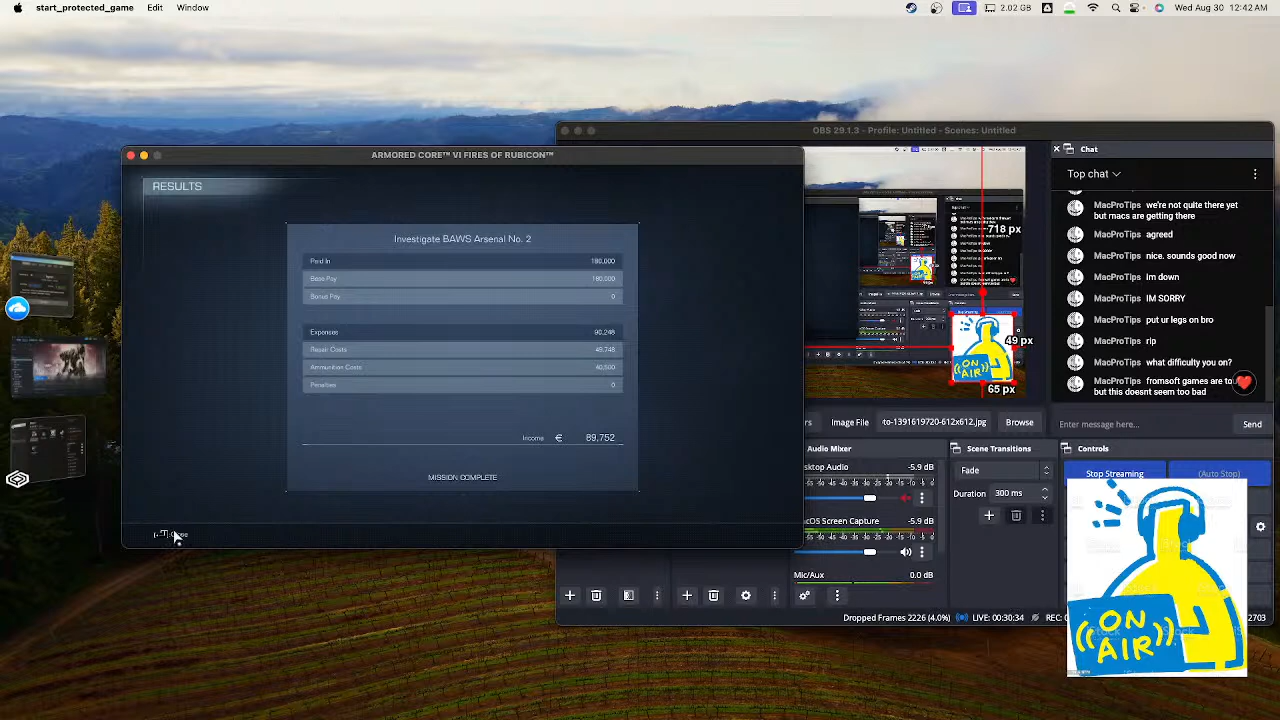 start_protected_game Edit Window
2.02 GB Wed Aug 30 12:42 AM
OBS 29.1.3 - Profile: Untitled - Scenes: Untitled
ARMORED CORE™ VI FIRES OF RUBICON™
RESULTS
Investigate BAWS Arsenal No. 2
Paid In 180,000
Base Pay 180,000
Bonus Pay 0
Expenses -90,248
Repair Costs 49,748
Ammunition Costs 40,500
Penalties 0
Income 89,752
MISSION COMPLETE
Close
718 px
49 px
65 px
Chat
Top chat
MacProTips we're not quite there yet
but macs are getting there
MacProTips agreed
MacProTips nice. sounds good now
MacProTips im down
MacProTips IM SORRY
MacProTips put ur legs on bro
MacProTips rip
MacProTips what difficulty you on?
MacProTips fromsoft games are
but this doesnt seem too bad
Enter message here... Send
rs Image File to-1391619720-612x612.jpg Browse
Audio Mixer
sktop Audio -5.9 dB
-5.9 dB
Mic/Aux 0.0 dB
Scene Transitions
Fade
Duration 300 ms
Controls
Stop Streaming (Auto Stop)
Dropped Frames 2226 (4.0%) LIVE: 00:30:34 REC: 2703
ON
AIR
ON
AIR